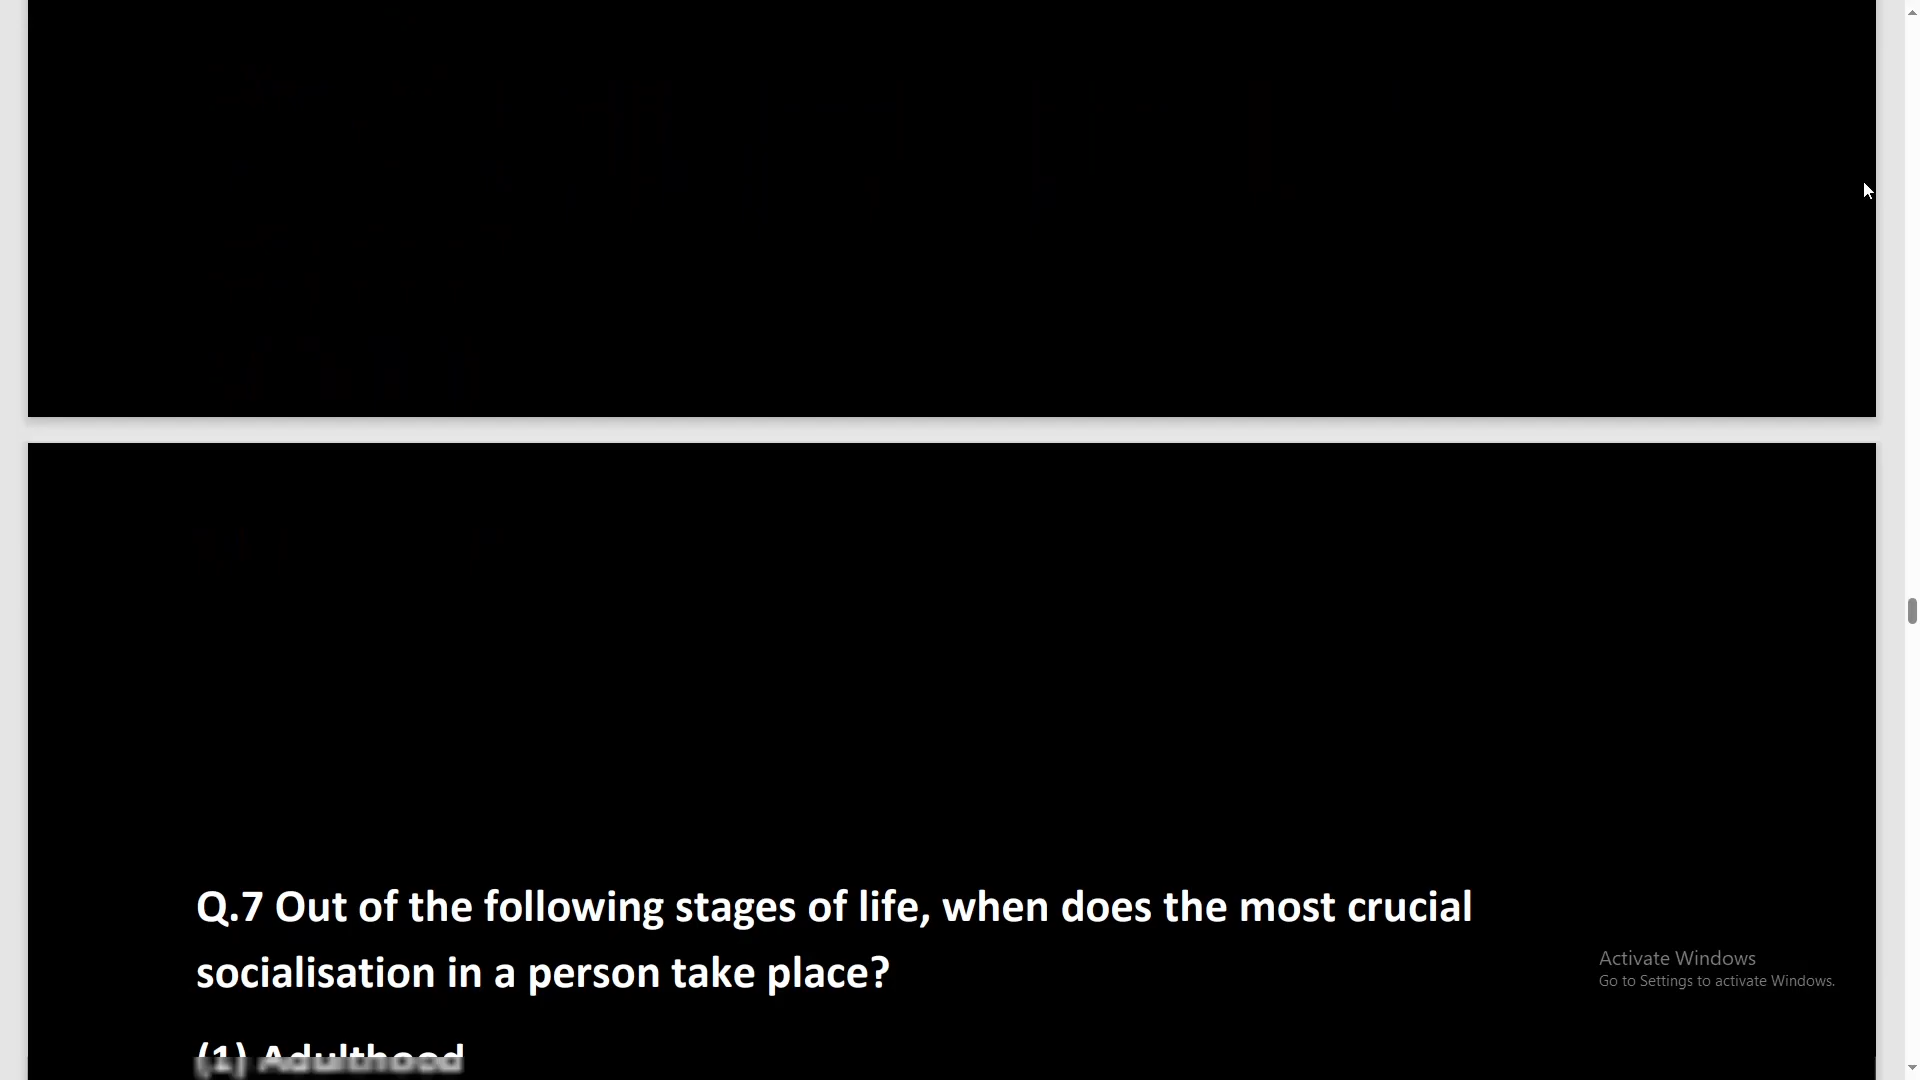 Q.7 Out of the following stages of life, when does the most crucial
socialisation in a person take place?
(1) Adulthood
Activate Windows
Go to Settings to activate Windows.